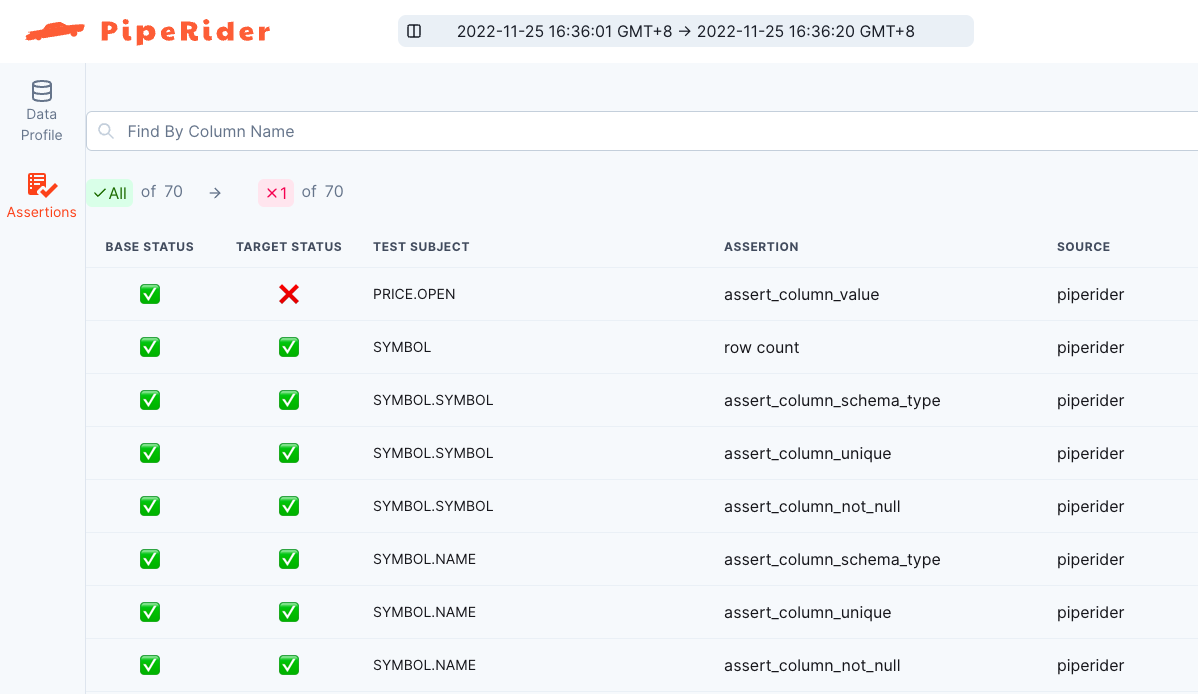 PipeRider
2022-11-25 16:36:01 GMT+8 → 2022-11-25 16:36:20 GMT+8
Data
Profile
Assertions
Find By Column Name
All of 70 → 1 of 70
BASE STATUS TARGET STATUS TEST SUBJECT ASSERTION SOURCE
PRICE.OPEN assert_column_value piperider
SYMBOL row count piperider
SYMBOL.SYMBOL assert_column_schema_type piperider
SYMBOL.SYMBOL assert_column_unique piperider
SYMBOL.SYMBOL assert_column_not_null piperider
SYMBOL.NAME assert_column_schema_type piperider
SYMBOL.NAME assert_column_unique piperider
SYMBOL.NAME assert_column_not_null piperider